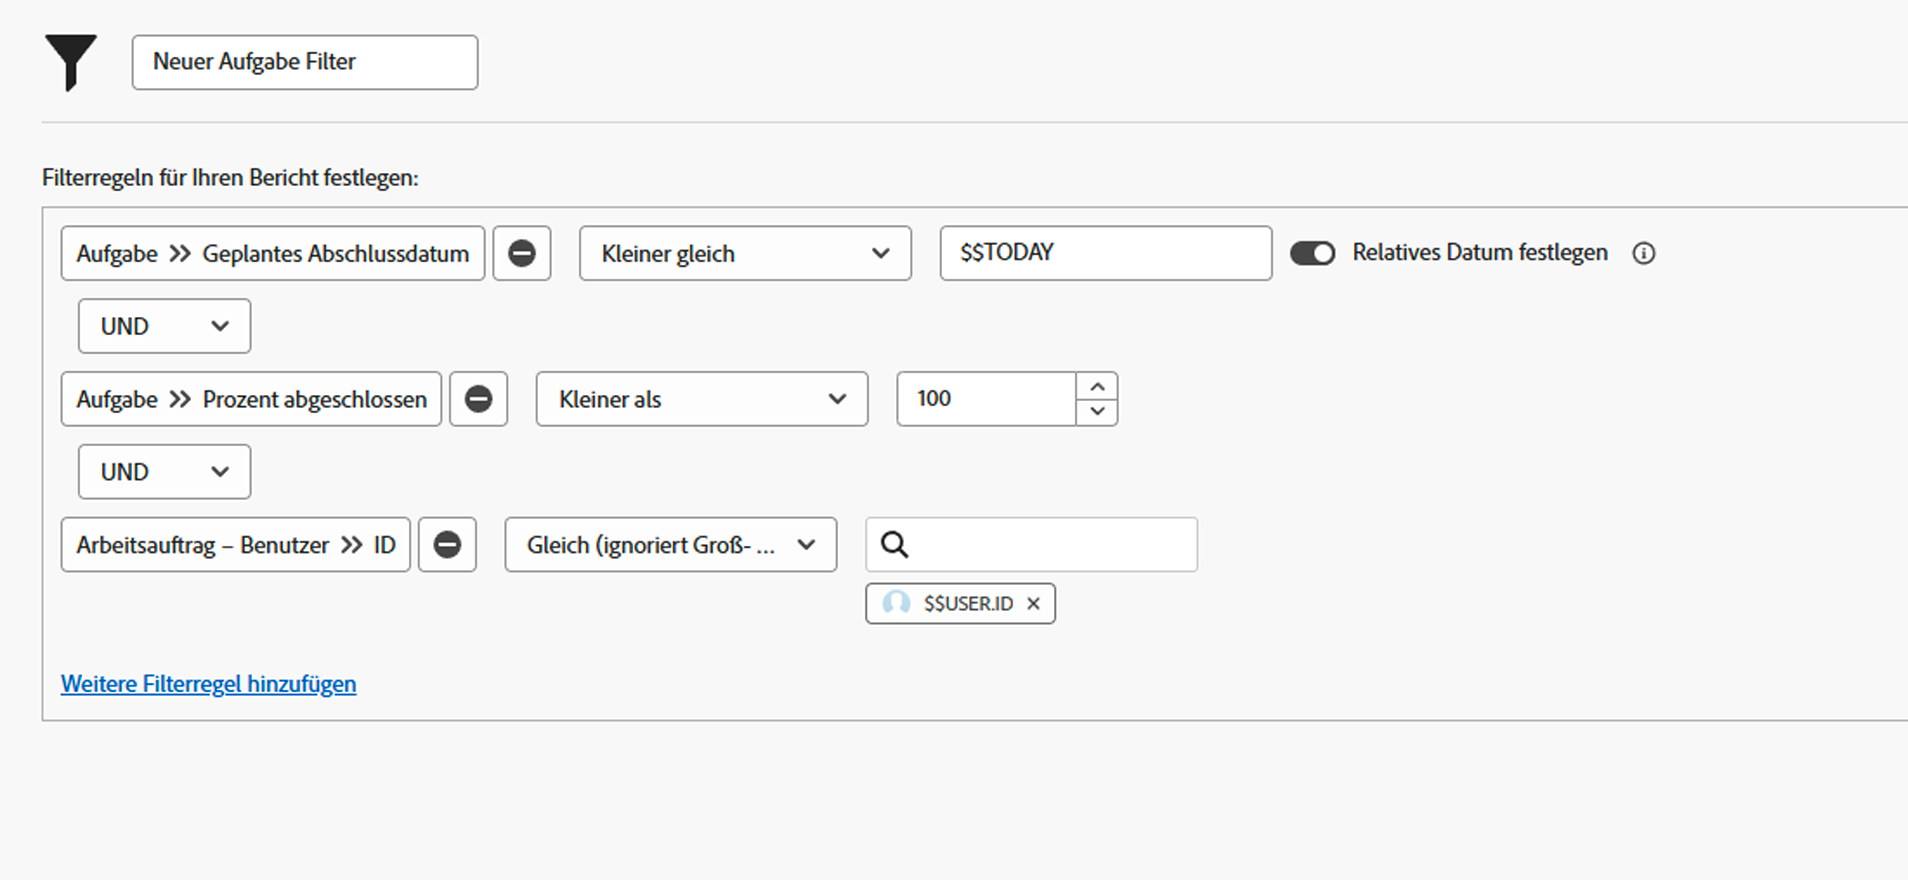 Neuer Aufgabe Filter
Filterregeln für Ihren Bericht festlegen:
Aufgabe >> Geplantes Abschlussdatum Kleiner gleich $$TODAY Relatives Datum festlegen
UND
Aufgabe >> Prozent abgeschlossen Kleiner als 100
UND
Arbeitsauftrag – Benutzer >> ID Gleich (ignoriert Groß- ...
$$USER.ID
Weitere Filterregel hinzufügen